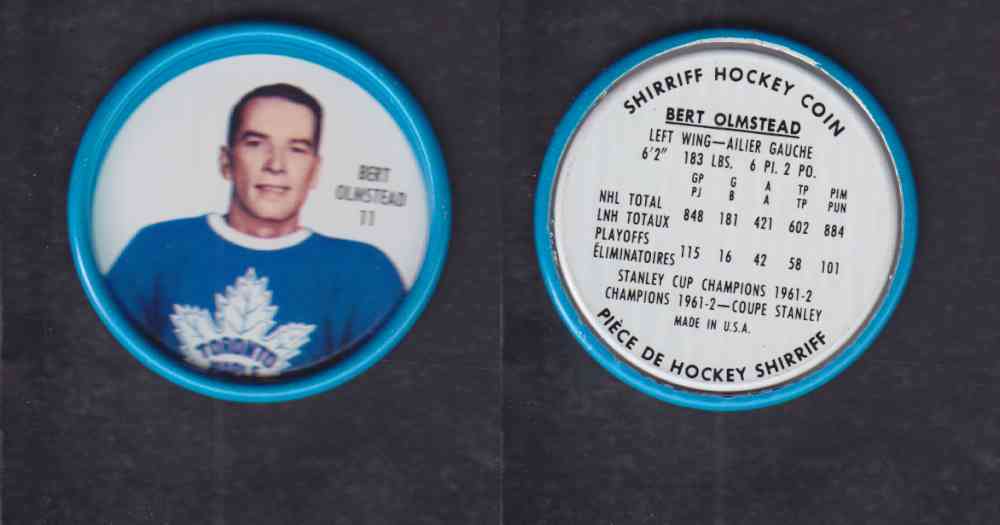 BERT
OLMSTEAD
11
TORONTO
SHIRRIFF HOCKEY COIN
BERT OLMSTEAD
LEFT WING—AILIER GAUCHE
6'2" 183 LBS. 6 PI. 2 PO.
GP G A TP PIM
PJ B A TP PUN
NHL TOTAL
LNH TOTAUX 848 181 421 602 884
PLAYOFFS
ÉLIMINATOIRES 115 16 42 58 101
STANLEY CUP CHAMPIONS 1961-2
CHAMPIONS 1961-2—COUPE STANLEY
MADE IN U.S.A.
PIÈCE DE HOCKEY SHIRRIFF